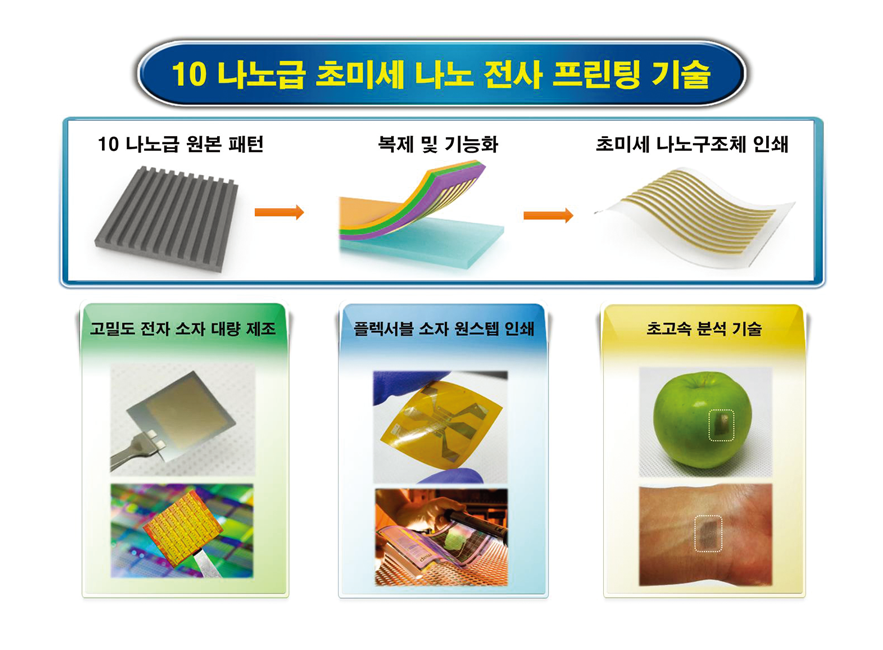 10 나노급 초미세 나노 전사 프린팅 기술
10 나노급 원본 패턴
복제 및 기능화
초미세 나노구조체 인쇄
고밀도 전자 소자 대량 제조
플렉서블 소자 원스텝 인쇄
초고속 분석 기술